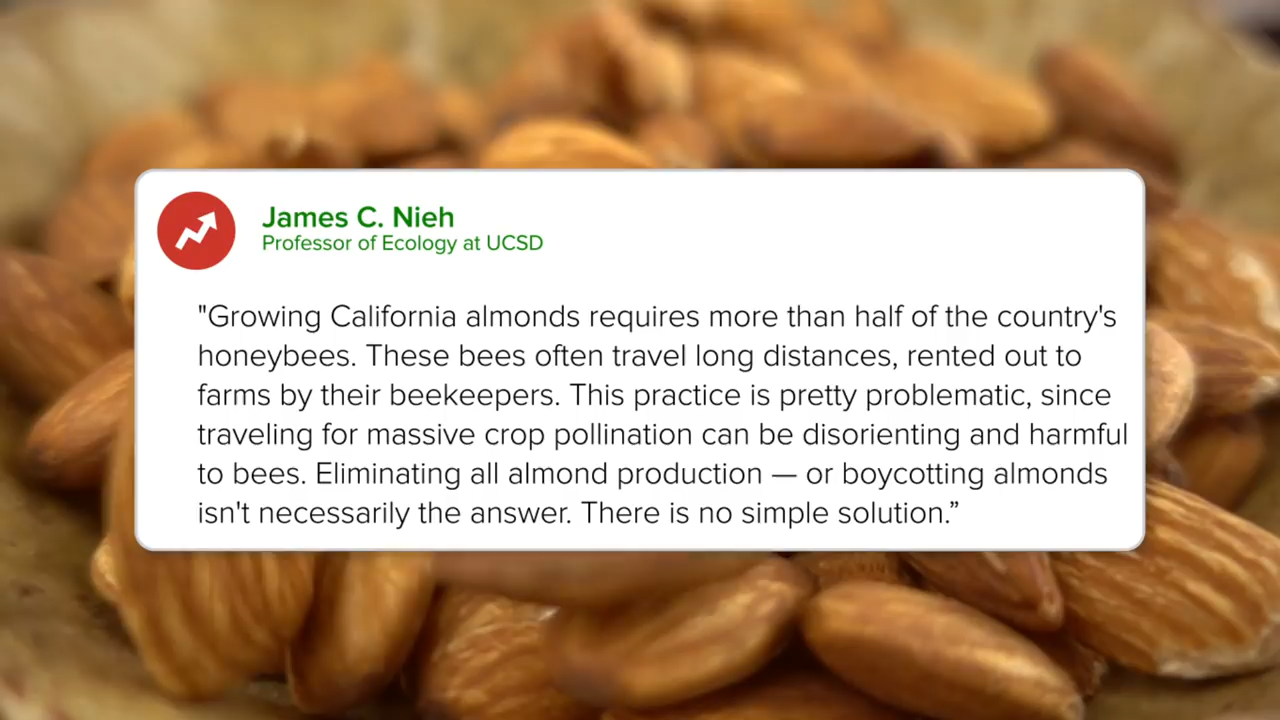 James C. Nieh
Professor of Ecology at UCSD
"Growing California almonds requires more than half of the country's
honeybees. These bees often travel long distances, rented out to
farms by their beekeepers. This practice is pretty problematic, since
traveling for massive crop pollination can be disorienting and harmful
to bees. Eliminating all almond production — or boycotting almonds
isn't necessarily the answer. There is no simple solution.”